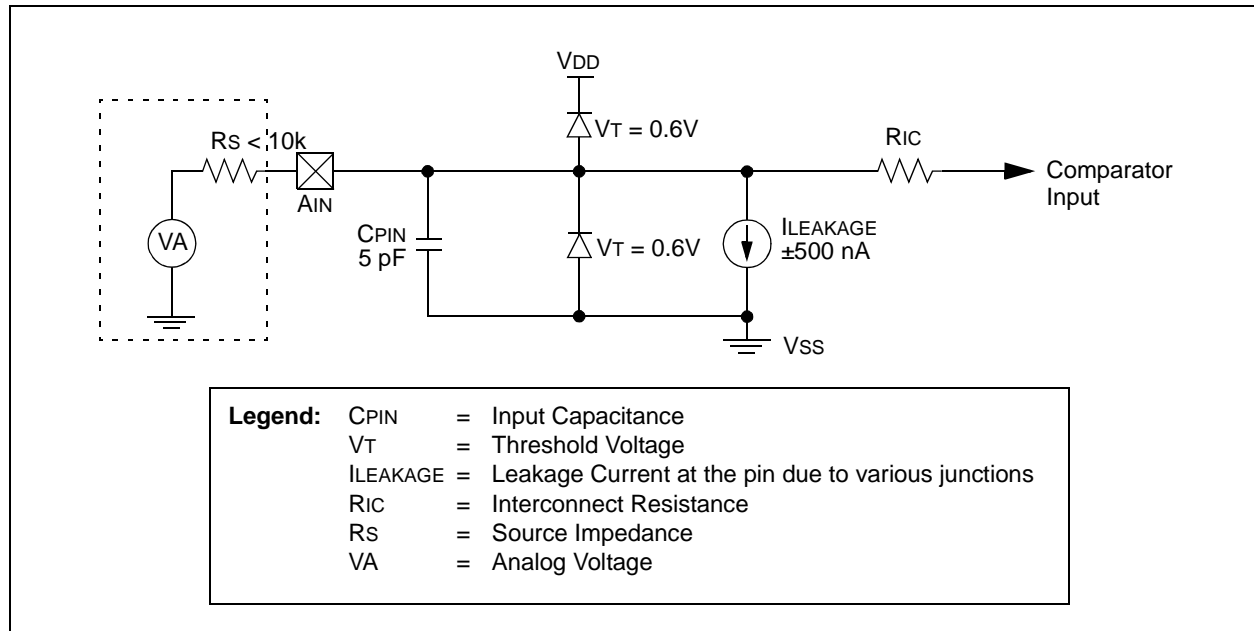 VDD
VT = 0.6V
RS < 10k
RIC
AIN
Comparator
Input
VA
CPIN
5 pF
VT = 0.6V
ILEAKAGE
±500 nA
VSS
Legend: CPIN = Input Capacitance
VT = Threshold Voltage
ILEAKAGE = Leakage Current at the pin due to various junctions
RIC = Interconnect Resistance
RS = Source Impedance
VA = Analog Voltage